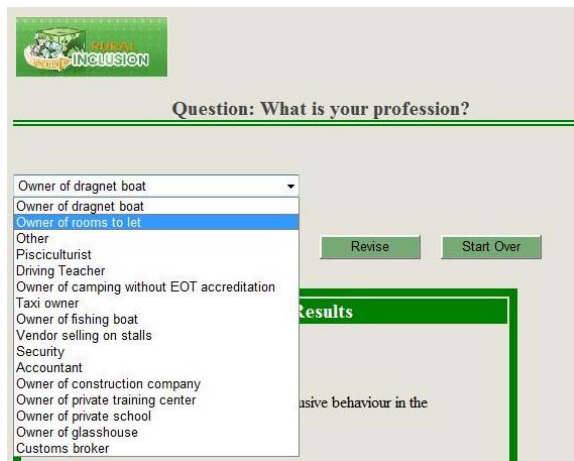 RURAL
INCLUSION
Question: What is your profession?
Owner of dragnet boat
Owner of dragnet boat
Owner of rooms to let
Other
Pisciculturist
Driving Teacher
Owner of camping without EOT accreditation
Taxi owner
Owner of fishing boat
Vendor selling on stalls
Security
Accountant
Owner of construction company
Owner of private training center
Owner of private school
Owner of glasshouse
Customs broker
Revise
Start Over
Results
usive behaviour in the